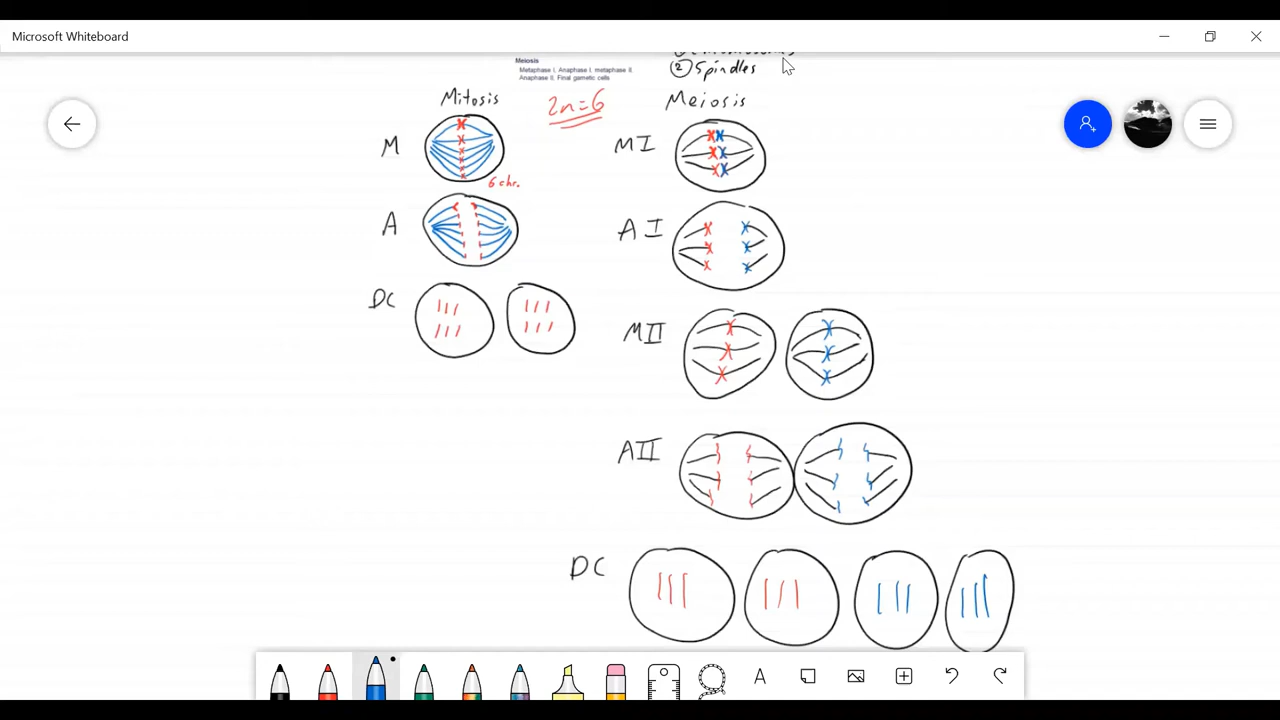 Microsoft Whiteboard
Meiosis
Metaphase I, Anaphase I, metaphase II,
Anaphase II, Final gametic cells
② Spindles
Mitosis
2n=6
Meiosis
M
6 chr.
A
DC
MI
AI
MII
AII
DC
A